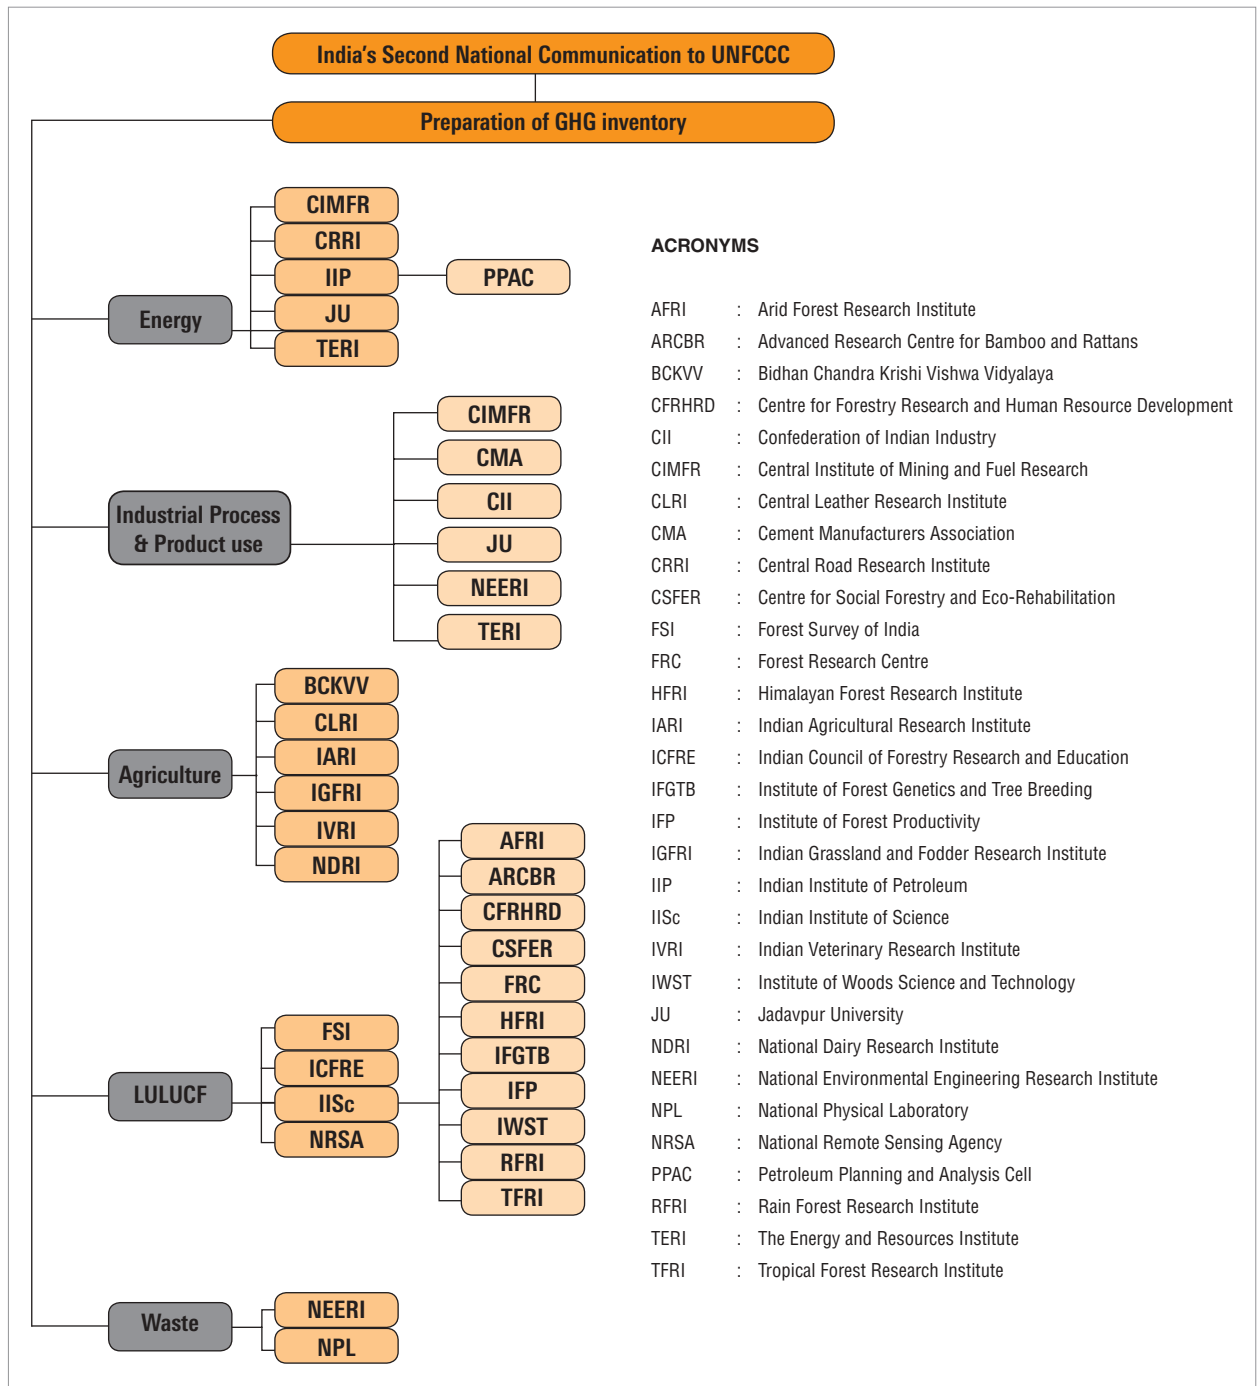 India's Second National Communication to UNFCCC
Preparation of GHG inventory
Energy
CIMFR
CRRI
IIP
JU
TERI
PPAC
Industrial Process
& Product use
CIMFR
CMA
CII
JU
NEERI
TERI
Agriculture
BCKVV
CLRI
IARI
IGFRI
IVRI
NDRI
LULUCF
FSI
ICFRE
IISc
NRSA
AFRI
ARCBR
CFRHRD
CSFER
FRC
HFRI
IFGTB
IFP
IWST
RFRI
TFRI
Waste
NEERI
NPL
ACRONYMS
AFRI : Arid Forest Research Institute
ARCBR : Advanced Research Centre for Bamboo and Rattans
BCKVV : Bidhan Chandra Krishi Vishwa Vidyalaya
CFRHRD : Centre for Forestry Research and Human Resource Development
CII : Confederation of Indian Industry
CIMFR : Central Institute of Mining and Fuel Research
CLRI : Central Leather Research Institute
CMA : Cement Manufacturers Association
CRRI : Central Road Research Institute
CSFER : Centre for Social Forestry and Eco-Rehabilitation
FSI : Forest Survey of India
FRC : Forest Research Centre
HFRI : Himalayan Forest Research Institute
IARI : Indian Agricultural Research Institute
ICFRE : Indian Council of Forestry Research and Education
IFGTB : Institute of Forest Genetics and Tree Breeding
IFP : Institute of Forest Productivity
IGFRI : Indian Grassland and Fodder Research Institute
IIP : Indian Institute of Petroleum
IISc : Indian Institute of Science
IVRI : Indian Veterinary Research Institute
IWST : Institute of Woods Science and Technology
JU : Jadavpur University
NDRI : National Dairy Research Institute
NEERI : National Environmental Engineering Research Institute
NPL : National Physical Laboratory
NRSA : National Remote Sensing Agency
PPAC : Petroleum Planning and Analysis Cell
RFRI : Rain Forest Research Institute
TERI : The Energy and Resources Institute
TFRI : Tropical Forest Research Institute